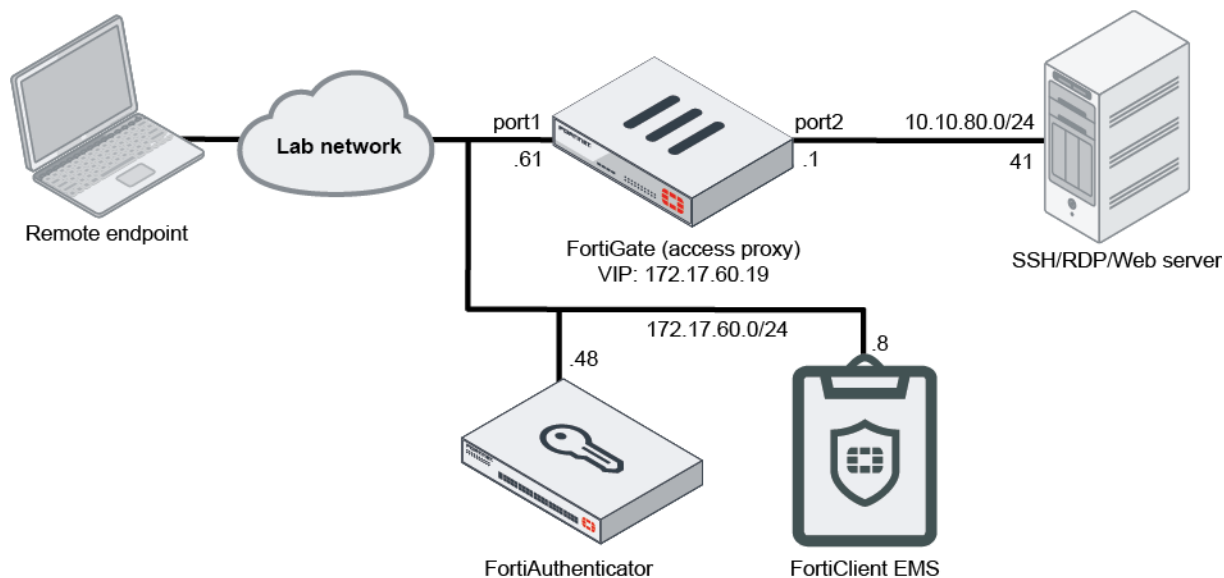 port1
port2
10.10.80.0/24
Lab network
.61
.1
41
Remote endpoint
FortiGate (access proxy)
VIP: 172.17.60.19
SSH/RDP/Web server
172.17.60.0/24
.48
.8
FortiAuthenticator
FortiClient EMS